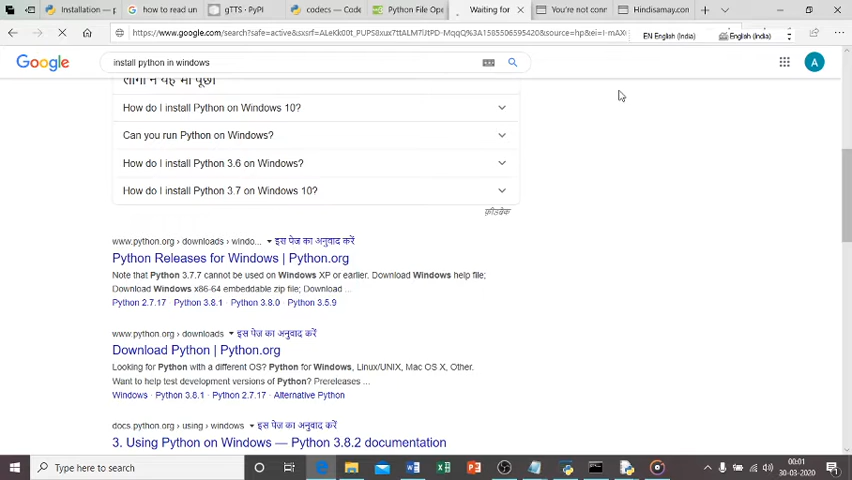 Installation — p
how to read un
gTTS · PyPI
codecs — Code
Python File Ope
Waiting for
You're not conn
Hindisamay.con
https://www.google.com/search?safe=active&sxsrf=
EN English (India)
English (India)
Google
install python in windows
A
लोगों ने यह भी पूछा
How do I install Python on Windows 10?
Can you run Python on Windows?
How do I install Python 3.6 on Windows?
How do I install Python 3.7 on Windows 10?
फ़ीडबैक
www.python.org › downloads › windo... इस पेज का अनुवाद करें
Python Releases for Windows | Python.org
Note that Python 3.7.7 cannot be used on Windows XP or earlier. Download Windows help file;
Download Windows x86-64 embeddable zip file; Download ...
Python 2.7.17 · Python 3.8.1 · Python 3.8.0 · Python 3.5.9
www.python.org › downloads इस पेज का अनुवाद करें
Download Python | Python.org
Looking for Python with a different OS? Python for Windows, Linux/UNIX, Mac OS X, Other.
Want to help test development versions of Python? Prereleases ...
Windows · Python 3.8.1 · Python 2.7.17 · Alternative Python
docs.python.org › using › windows इस पेज का अनुवाद करें
3. Using Python on Windows — Python 3.8.2 documentation
Type here to search
00:01
30-03-2020